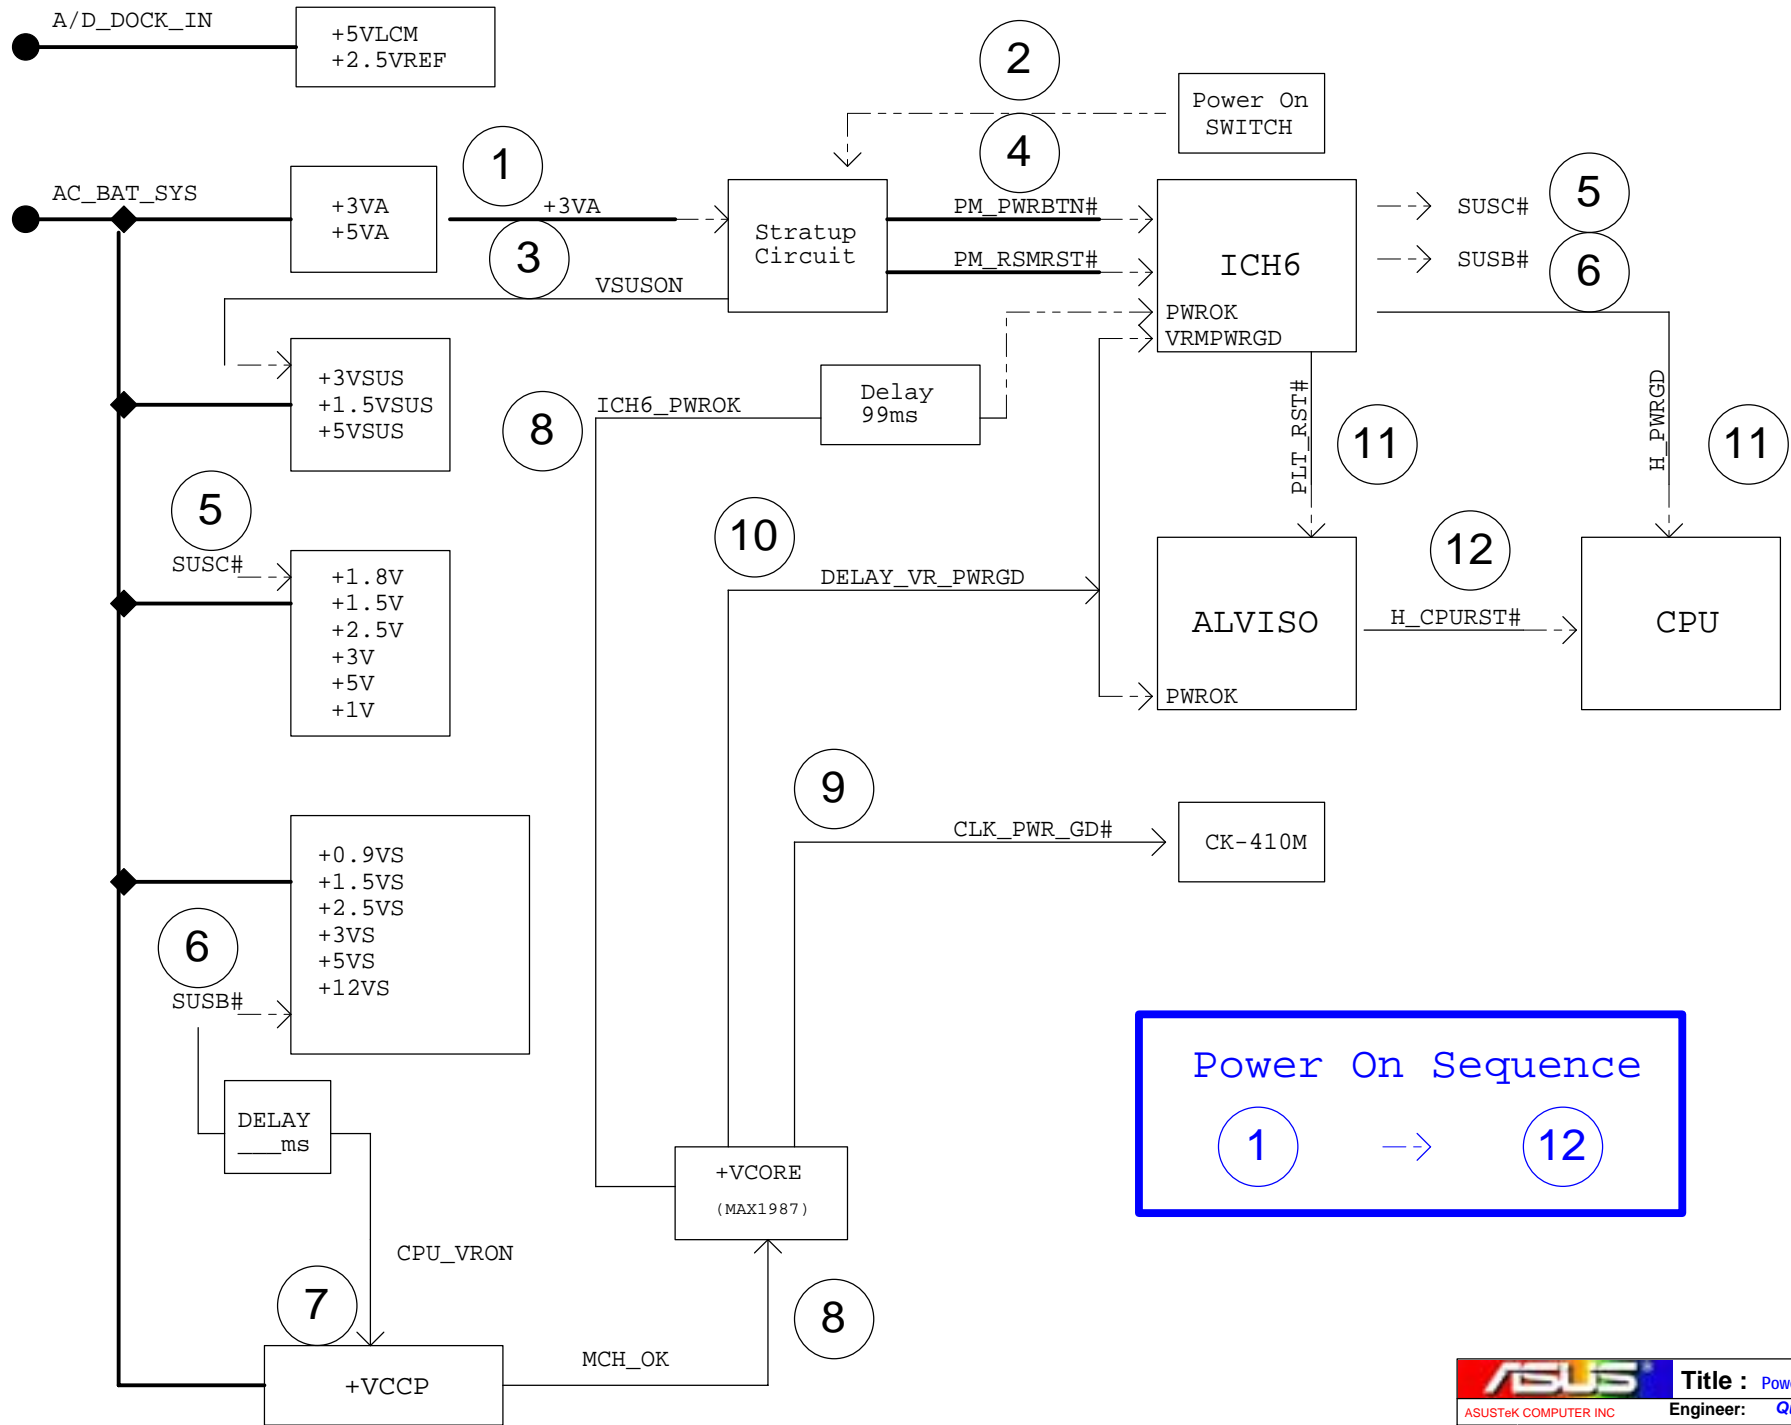 A/D_DOCK_IN
+5VLCM
+2.5VREF
2
Power On
SWITCH
4
1
AC_BAT_SYS
+3VA
+5VA
+3VA
3
VSUSON
Stratup
Circuit
PM_PWRBTN#
PM_RSMRST#
ICH6
PWROK
VRMPWRGD
SUSC#
5
SUSB#
6
+3VSUS
+1.5VSUS
+5VSUS
8
ICH6_PWROK
Delay
99ms
PLT_RST#
11
H_PWRGD
11
5
SUSC#
+1.8V
+1.5V
+2.5V
+3V
+5V
+1V
10
DELAY_VR_PWRGD
ALVISO
PWROK
12
H_CPURST#
CPU
9
CLK_PWR_GD#
CK-410M
+0.9VS
+1.5VS
+2.5VS
+3VS
+5VS
+12VS
6
SUSB#
DELAY
___ms
CPU_VRON
+VCORE
(MAX1987)
Power On Sequence
1
12
7
+VCCP
MCH_OK
8
ASUS
ASUSTeK COMPUTER INC
Title :
Engineer: